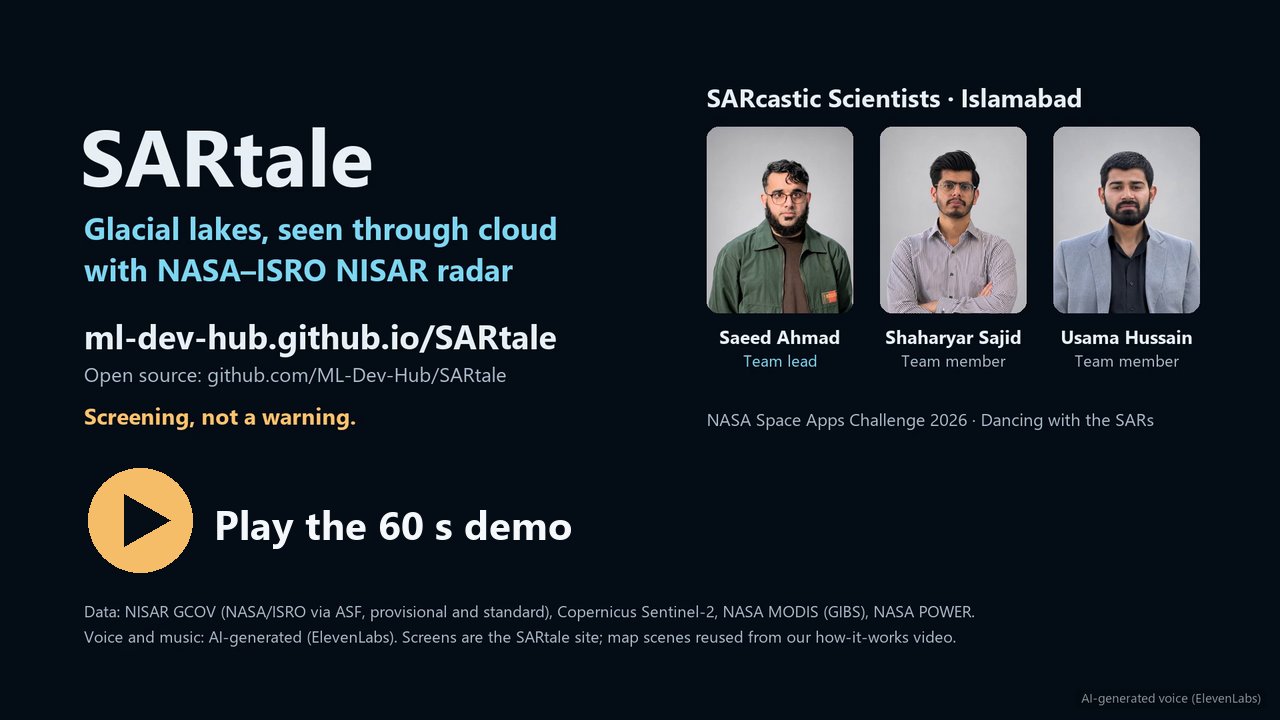 SARtale
Glacial lakes, seen through cloud
with NASA–ISRO NISAR radar
ml-dev-hub.github.io/SARtale
Open source: github.com/ML-Dev-Hub/SARtale
Screening, not a warning.
Play the 60 s demo
SARcastic Scientists · Islamabad
Saeed Ahmad
Team lead
Shaharyar Sajid
Team member
Usama Hussain
Team member
NASA Space Apps Challenge 2026 · Dancing with the SARs
Data: NISAR GCOV (NASA/ISRO via ASF, provisional and standard), Copernicus Sentinel-2, NASA MODIS (GIBS), NASA POWER.
Voice and music: AI-generated (ElevenLabs). Screens are the SARtale site; map scenes reused from our how-it-works video.
AI-generated voice (ElevenLabs)